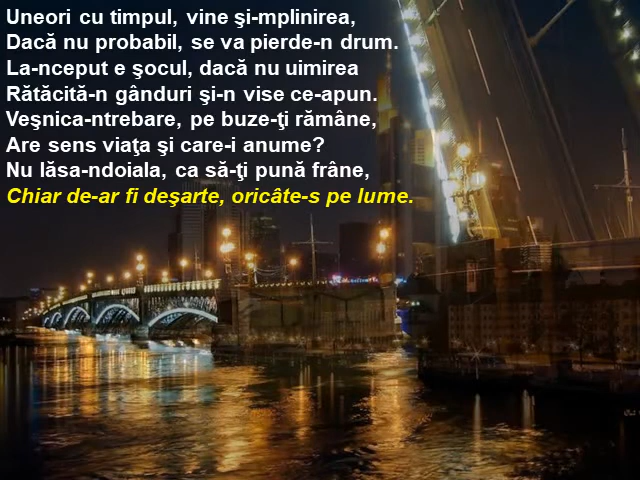 Uneori cu timpul, vine şi-mplinirea,
Dacă nu probabil, se va pierde-n drum.
La-nceput e şocul, dacă nu uimirea
Rătăcită-n gânduri şi-n vise ce-apun.
Veşnica-ntrebare, pe buze-ţi rămâne,
Are sens viaţa şi care-i anume?
Nu lăsa-ndoiala, ca să-ţi pună frâne,
Chiar de-ar fi deşarte, oricâte-s pe lume.